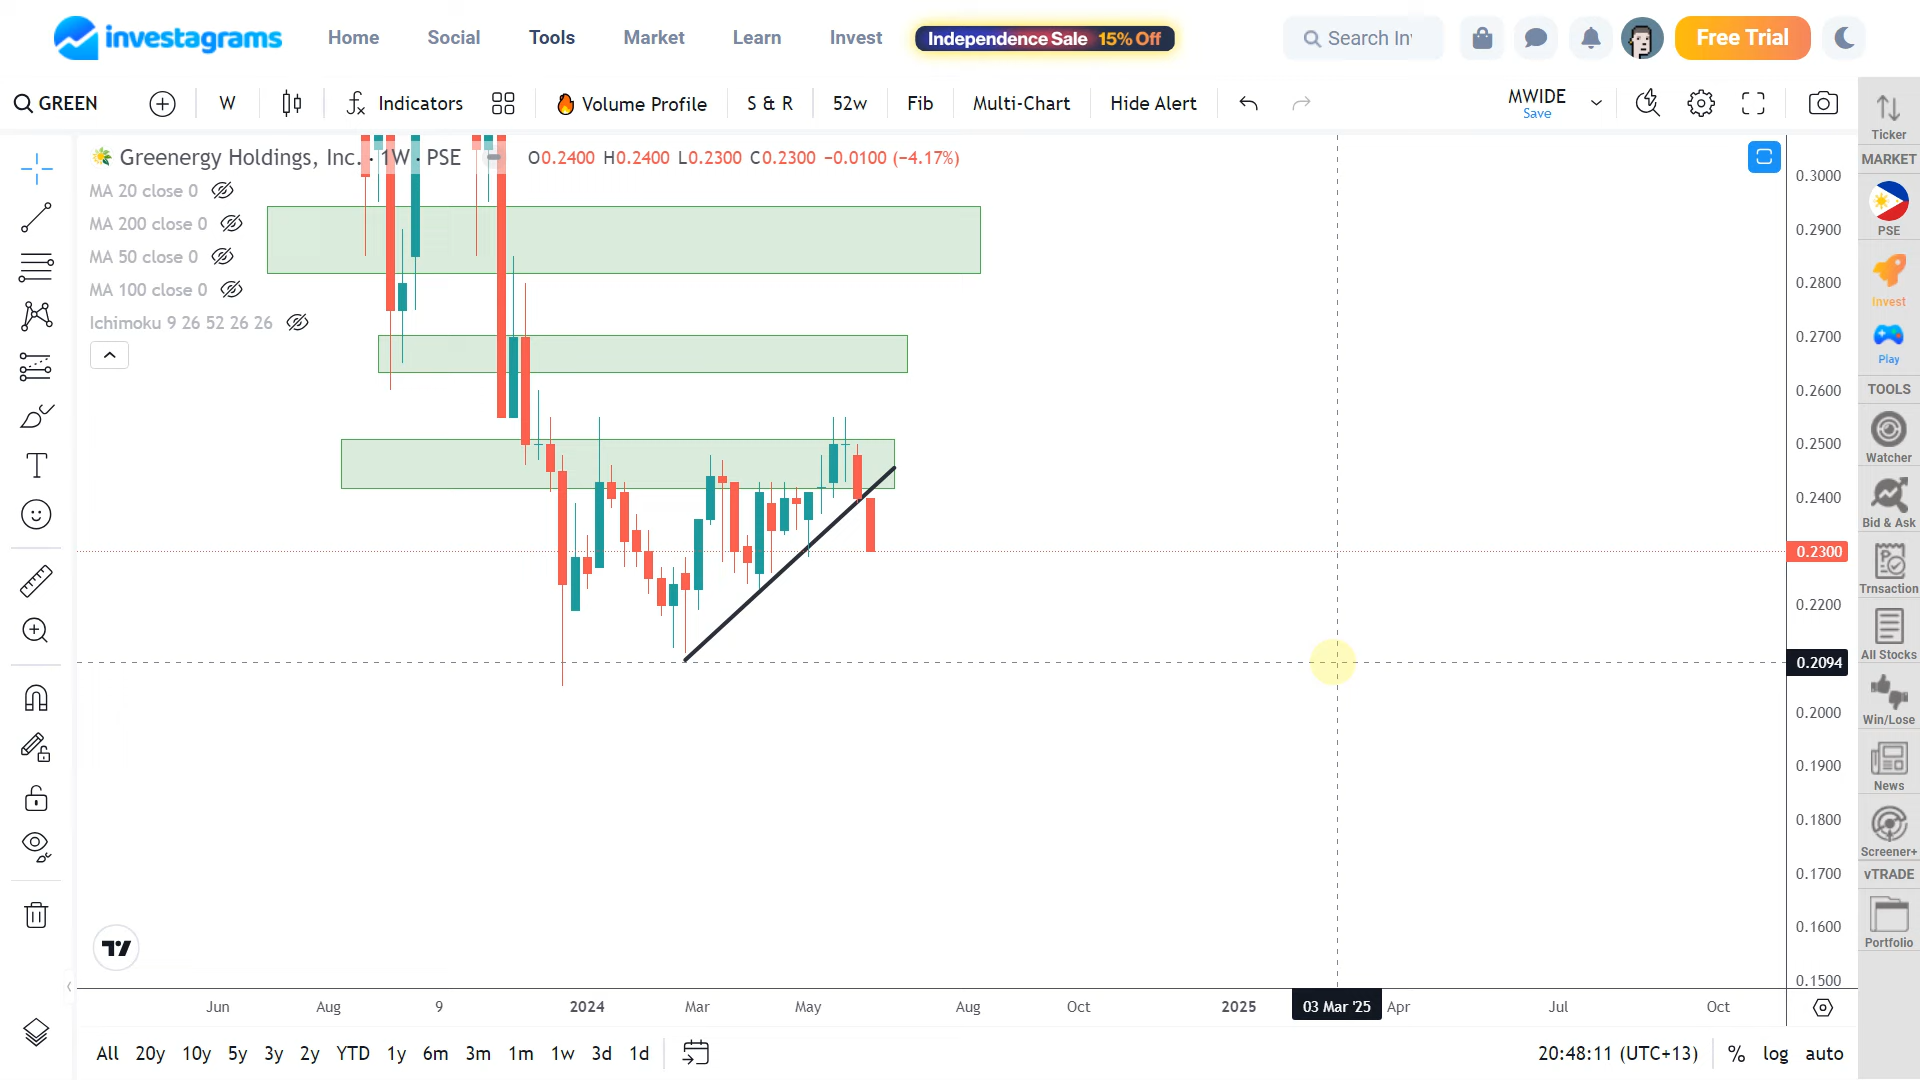 investagrams Home Social Tools Market Learn Invest Independence Sale 15% Off Search In Free Trial
GREEN W Indicators Volume Profile S & R 52w Fib Multi-Chart Hide Alert MWIDE
Save
Greenergy Holdings, Inc. · 1W · PSE O0.2400 H0.2400 L0.2300 C0.2300 −0.0100 (−4.17%)
MA 20 close 0
MA 200 close 0
MA 50 close 0
MA 100 close 0
Ichimoku 9 26 52 26 26
0.3000
0.2900
0.2800
0.2700
0.2600
0.2500
0.2400
0.2300
0.2200
0.2094
0.2000
0.1900
0.1800
0.1700
0.1600
0.1500
Ticker
MARKET
PSE
Invest
Play
TOOLS
Watcher
Bid & Ask
Trnsaction
All Stocks
Win/Lose
News
Screener+
vTRADE
Portfolio
Jun Aug 9 2024 Mar May Aug Oct 2025 03 Mar '25 Apr Jul Oct
All 20y 10y 5y 3y 2y YTD 1y 6m 3m 1m 1w 3d 1d 20:48:11 (UTC+13) % log auto